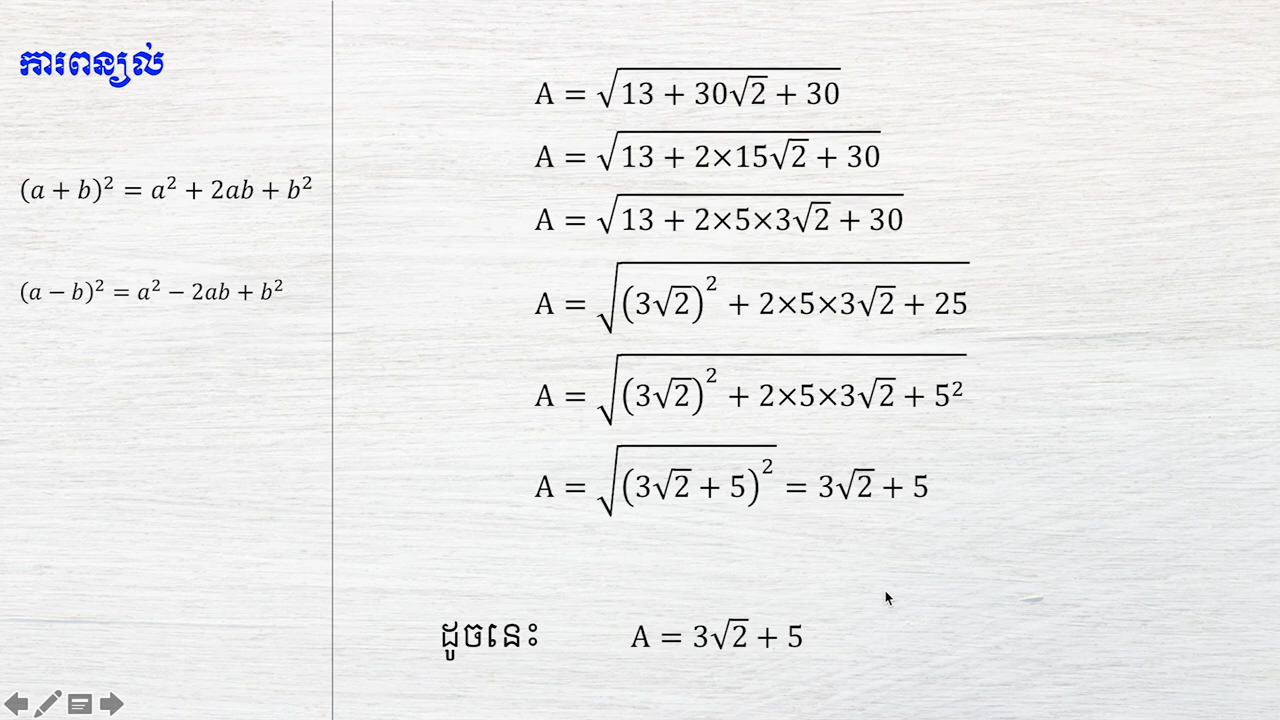 ការពន្យល់
(a + b)² = a² + 2ab + b²
(a − b)² = a² − 2ab + b²
A = √(13 + 30√2 + 30)
A = √(13 + 2×15√2 + 30)
A = √(13 + 2×5×3√2 + 30)
A = √((3√2)² + 2×5×3√2 + 25)
A = √((3√2)² + 2×5×3√2 + 5²)
A = √((3√2 + 5)²) = 3√2 + 5
ដូចនេះ A = 3√2 + 5